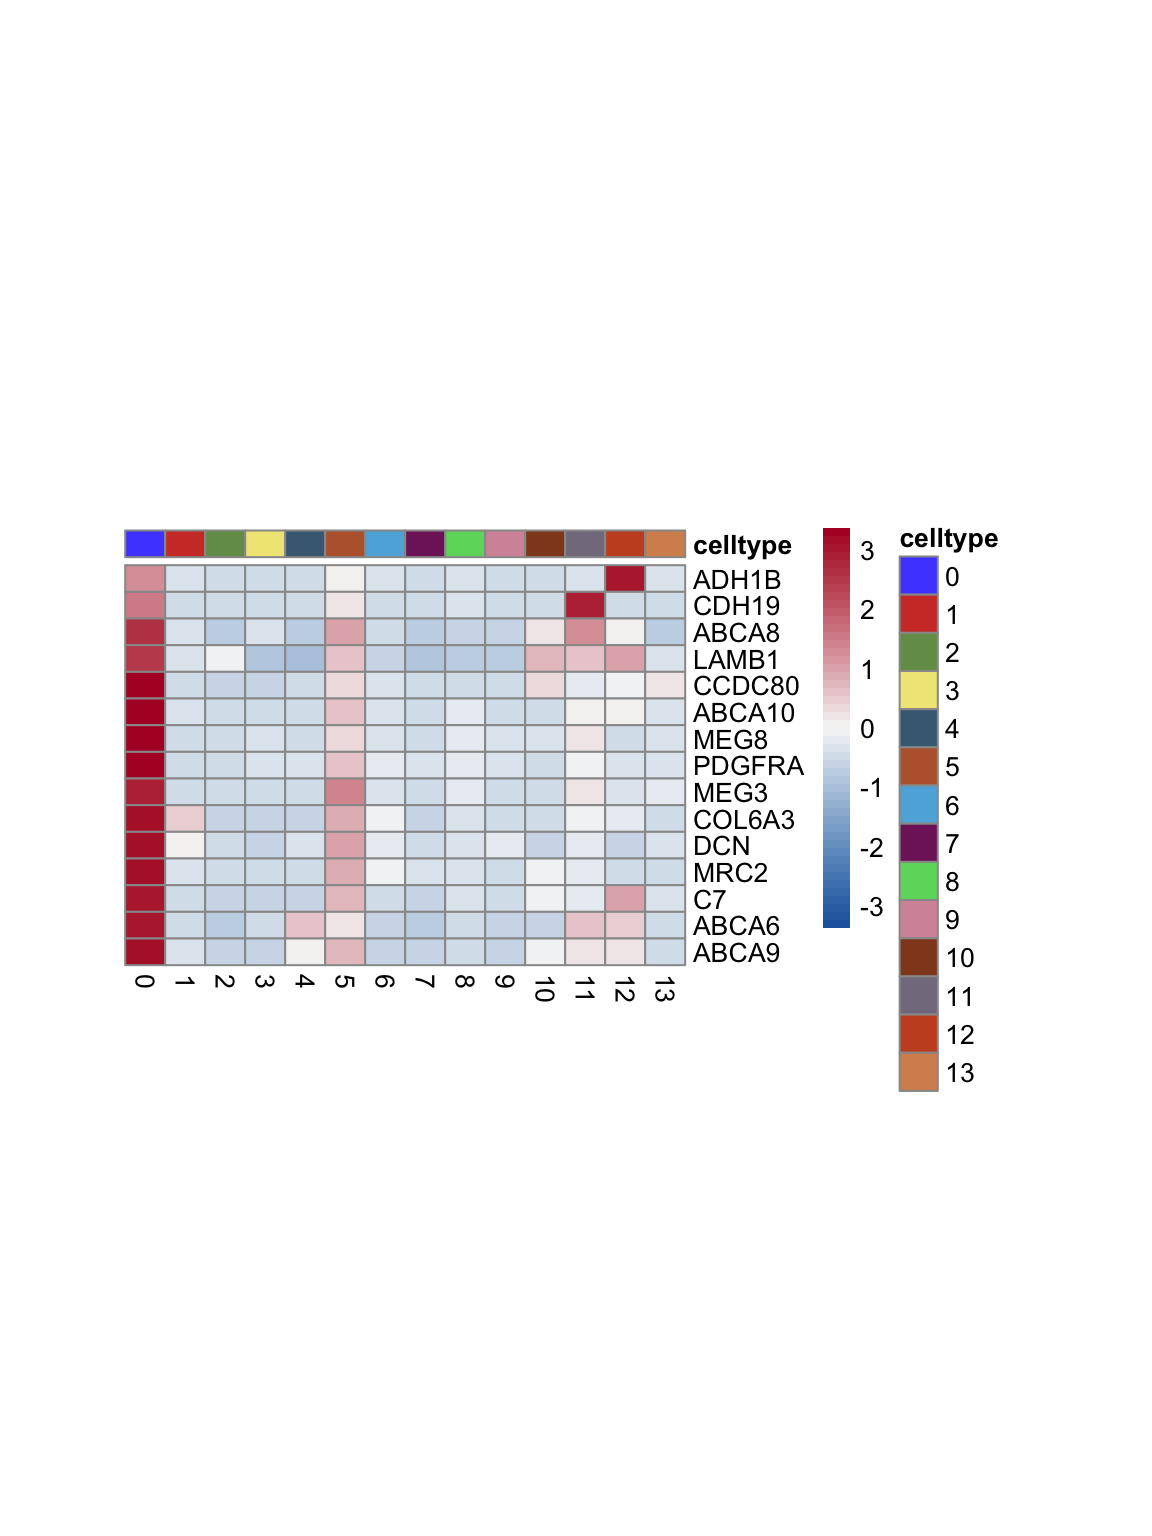 celltype
ADH1B
CDH19
ABCA8
LAMB1
CCDC80
ABCA10
MEG8
PDGFRA
MEG3
COL6A3
DCN
MRC2
C7
ABCA6
ABCA9
0 1 2 3 4 5 6 7 8 9 10 11 12 13
3
2
1
0
-1
-2
-3
celltype
0
1
2
3
4
5
6
7
8
9
10
11
12
13